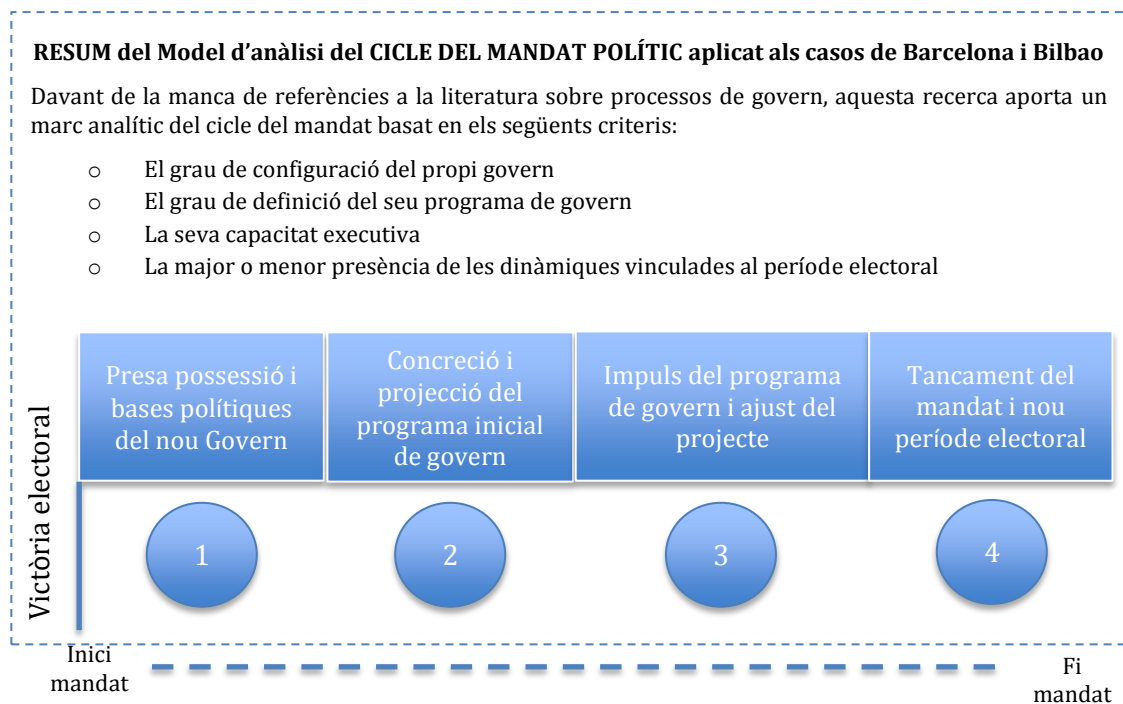 RESUM del Model d’anàlisi del CICLE DEL MANDAT POLÍTIC aplicat als casos de Barcelona i Bilbao
Davant de la manca de referències a la literatura sobre processos de govern, aquesta recerca aporta un
marc analític del cicle del mandat basat en els següents criteris:
o El grau de configuració del propi govern
o El grau de definició del seu programa de govern
o La seva capacitat executiva
o La major o menor presència de les dinàmiques vinculades al període electoral
Victòria electoral
Presa possessió i
bases polítiques
del nou Govern
Concreció i
projecció del
programa inicial
de govern
Impuls del programa
de govern i ajust del
projecte
Tancament del
mandat i nou
període electoral
1
2
3
4
Inici
mandat
Fi
mandat